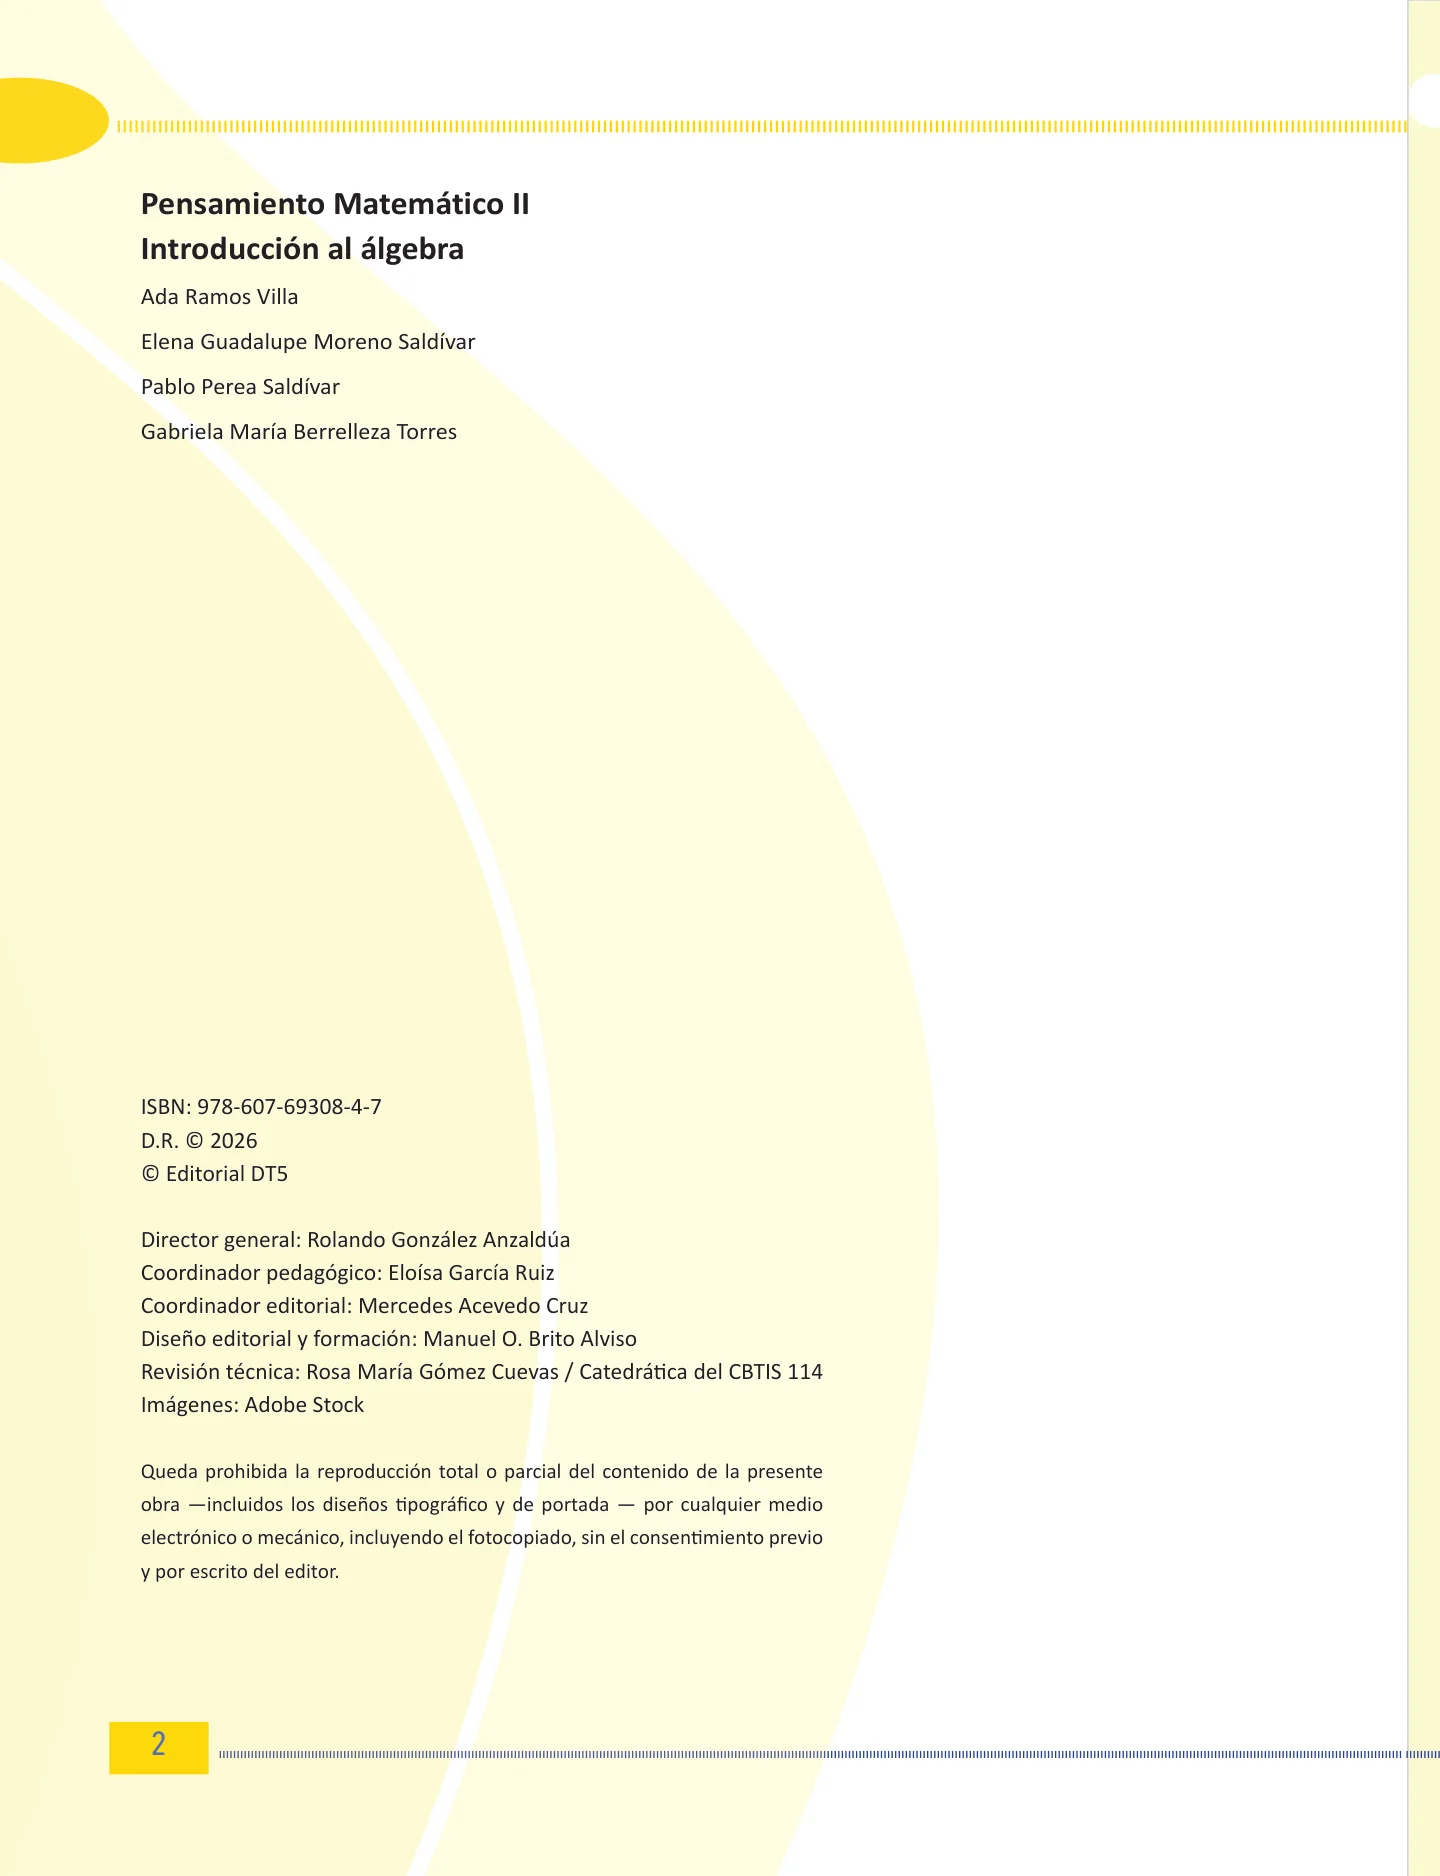 Pensamiento Matemático II
Introducción al álgebra
Ada Ramos Villa
Elena Guadalupe Moreno Saldívar
Pablo Perea Saldívar
Gabriela María Berrelleza Torres
ISBN: 978-607-69308-4-7
D.R. © 2026
© Editorial DT5
Director general: Rolando González Anzaldúa
Coordinador pedagógico: Eloísa García Ruiz
Coordinador editorial: Mercedes Acevedo Cruz
Diseño editorial y formación: Manuel O. Brito Alviso
Revisión técnica: Rosa María Gómez Cuevas / Catedrática del CBTIS 114
Imágenes: Adobe Stock
Queda prohibida la reproducción total o parcial del contenido de la presente
obra —incluidos los diseños tipográfico y de portada — por cualquier medio
electrónico o mecánico, incluyendo el fotocopiado, sin el consentimiento previo
y por escrito del editor.
2